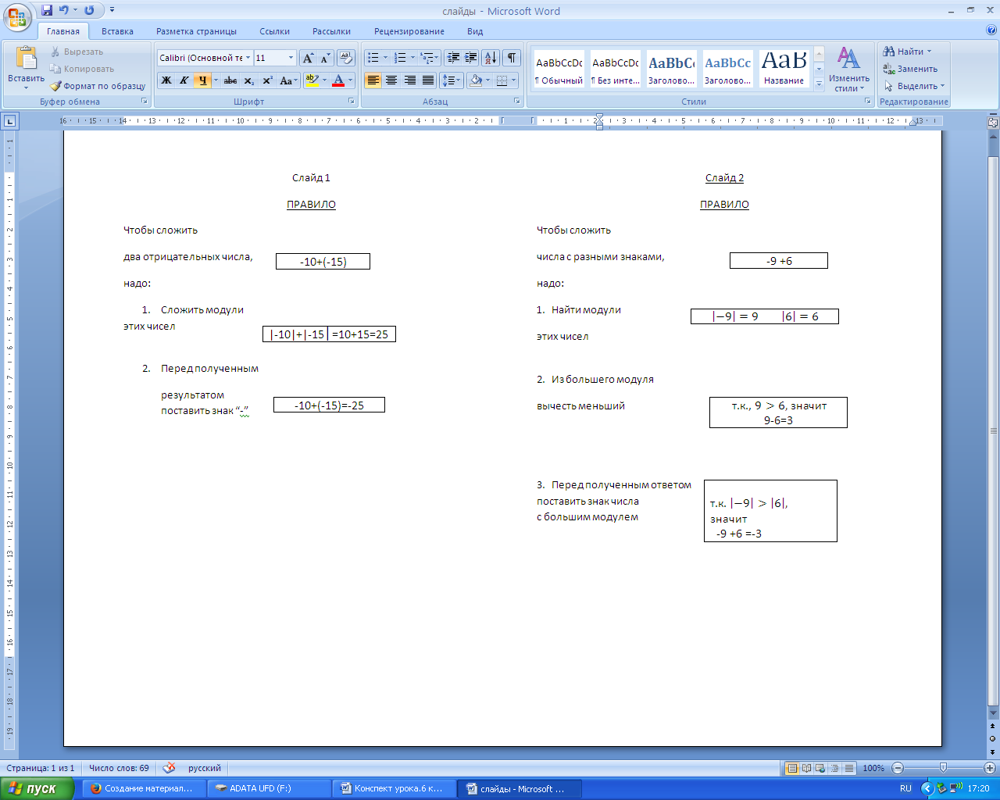 слайды - Microsoft Word
Главная Вставка Разметка страницы Ссылки Рассылки Рецензирование Вид
Вставить
Вырезать
Копировать
Формат по образцу
Буфер обмена
Calibri (Основной те 11
Ж К Ч abc x₂ x² Aa
Шрифт
Абзац
AaBbCcDc AaBbCcDc AaBbCc AaBbCc AaB
¶ Обычный ¶ Без инте... Заголово... Заголово... Название
Изменить стили
Стили
Найти
Заменить
Выделить
Редактирование
Слайд 1
ПРАВИЛО
Чтобы сложить
два отрицательных числа,
-10+(-15)
надо:
1. Сложить модули
этих чисел
|-10|+|-15| =10+15=25
2. Перед полученным
результатом
поставить знак “-”
-10+(-15)=-25
Слайд 2
ПРАВИЛО
Чтобы сложить
числа с разными знаками,
-9 +6
надо:
1. Найти модули
|−9| = 9 |6| = 6
этих чисел
2. Из большего модуля
вычесть меньший
т.к., 9 > 6, значит
9-6=3
3. Перед полученным ответом
поставить знак числа
с большим модулем
т.к. |−9| > |6|,
значит
-9 +6 =-3
Страница: 1 из 1 Число слов: 69 русский 100%
пуск Создание материал... ADATA UFD (F:) Конспект урока.6 к... слайды - Microsoft ... RU 17:20